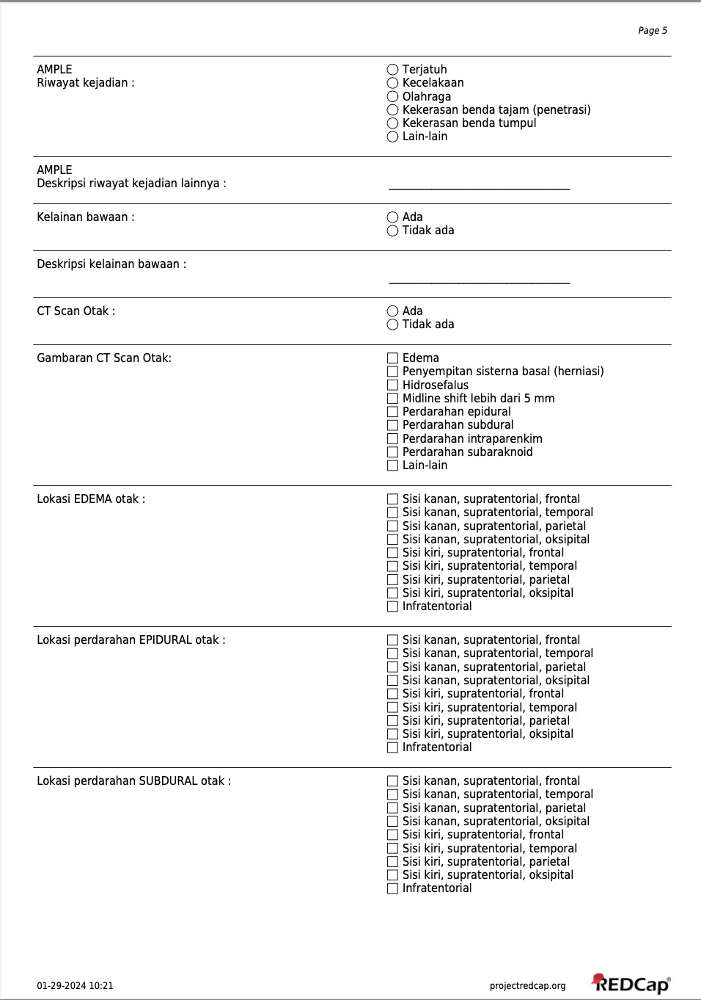 Page 5
AMPLE
Riwayat kejadian :
Terjatuh
Kecelakaan
Olahraga
Kekerasan benda tajam (penetrasi)
Kekerasan benda tumpul
Lain-lain
AMPLE
Deskripsi riwayat kejadian lainnya :
Kelainan bawaan :
Ada
Tidak ada
Deskripsi kelainan bawaan :
CT Scan Otak :
Ada
Tidak ada
Gambaran CT Scan Otak:
Edema
Penyempitan sisterna basal (herniasi)
Hidrosefalus
Midline shift lebih dari 5 mm
Perdarahan epidural
Perdarahan subdural
Perdarahan intraparenkim
Perdarahan subaraknoid
Lain-lain
Lokasi EDEMA otak :
Sisi kanan, supratentorial, frontal
Sisi kanan, supratentorial, temporal
Sisi kanan, supratentorial, parietal
Sisi kanan, supratentorial, oksipital
Sisi kiri, supratentorial, frontal
Sisi kiri, supratentorial, temporal
Sisi kiri, supratentorial, parietal
Sisi kiri, supratentorial, oksipital
Infratentorial
Lokasi perdarahan EPIDURAL otak :
Sisi kanan, supratentorial, frontal
Sisi kanan, supratentorial, temporal
Sisi kanan, supratentorial, parietal
Sisi kanan, supratentorial, oksipital
Sisi kiri, supratentorial, frontal
Sisi kiri, supratentorial, temporal
Sisi kiri, supratentorial, parietal
Sisi kiri, supratentorial, oksipital
Infratentorial
Lokasi perdarahan SUBDURAL otak :
Sisi kanan, supratentorial, frontal
Sisi kanan, supratentorial, temporal
Sisi kanan, supratentorial, parietal
Sisi kanan, supratentorial, oksipital
Sisi kiri, supratentorial, frontal
Sisi kiri, supratentorial, temporal
Sisi kiri, supratentorial, parietal
Sisi kiri, supratentorial, oksipital
Infratentorial
01-29-2024 10:21
projectredcap.org
REDCap®